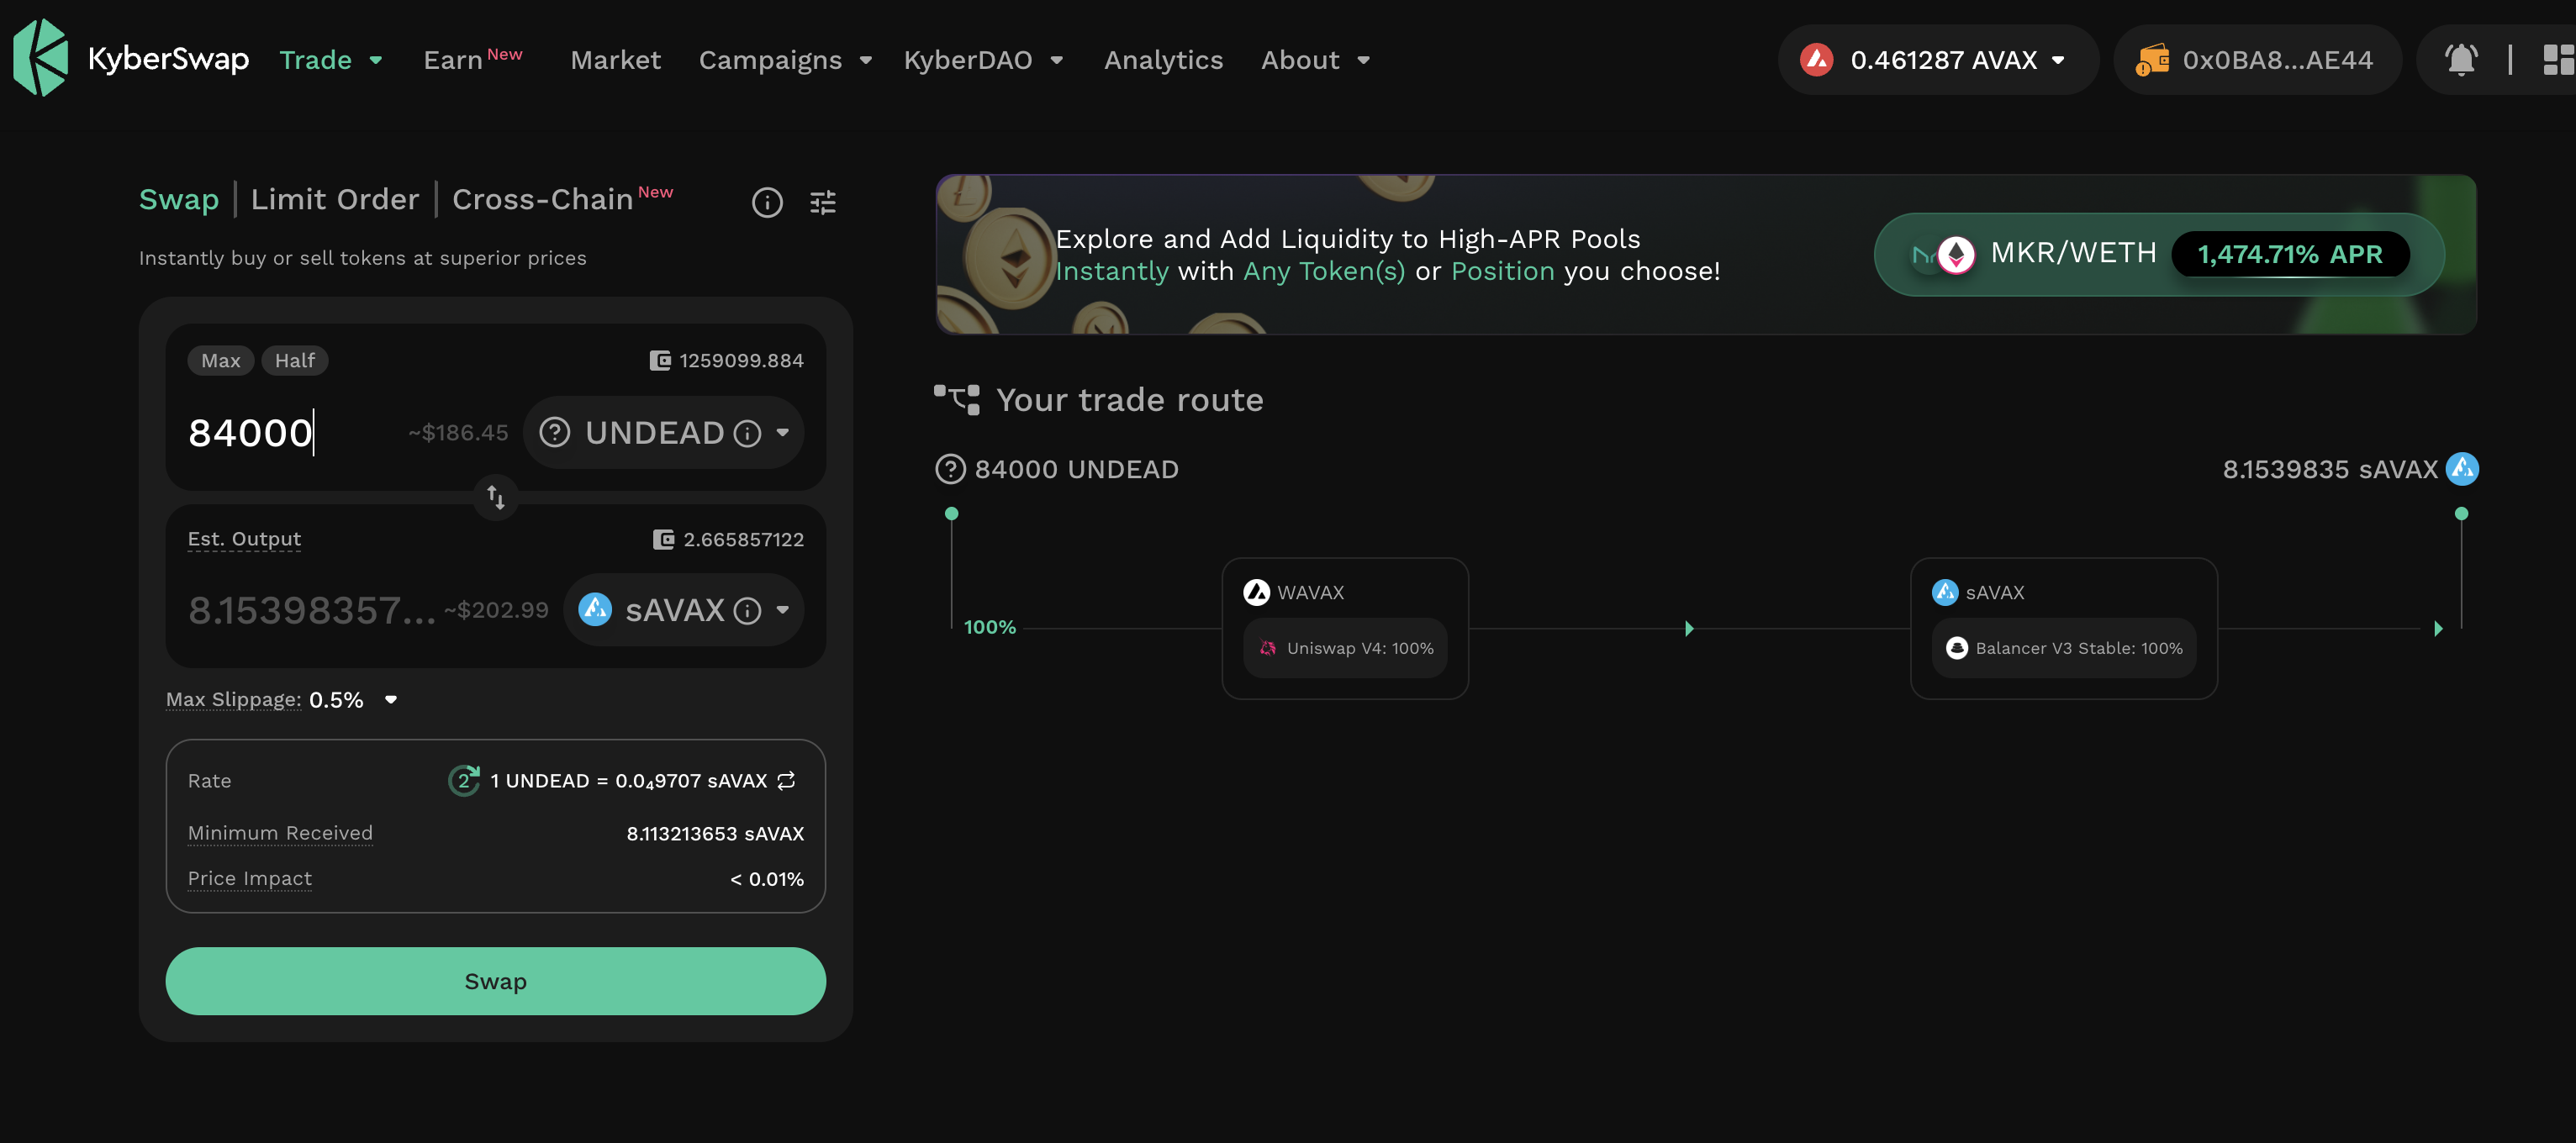 KyberSwap Trade Earn New Market Campaigns KyberDAO Analytics About 0.461287 AVAX 0x0BA8...AE44
Swap | Limit Order | Cross-Chain New
Instantly buy or sell tokens at superior prices
Max Half 1259099.884
84000 ~$186.45 UNDEAD
Est. Output 2.665857122
8.15398357... ~$202.99 sAVAX
Max Slippage: 0.5%
Rate 2 1 UNDEAD = 0.0₄9707 sAVAX
Minimum Received 8.113213653 sAVAX
Price Impact < 0.01%
Swap
Explore and Add Liquidity to High-APR Pools
Instantly with Any Token(s) or Position you choose!
MKR/WETH 1,474.71% APR
Your trade route
84000 UNDEAD 8.1539835 sAVAX
100%
WAVAX
Uniswap V4: 100%
sAVAX
Balancer V3 Stable: 100%